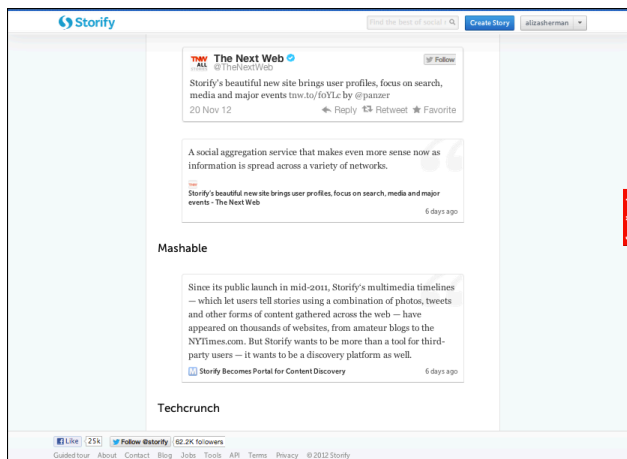 Storify
Find the best of social
Create Story
alizasherman
TNW
ALL
The Next Web
@TheNextWeb
Follow
Storify's beautiful new site brings user profiles, focus on search,
media and major events tnw.to/f0YLc by @panzer
20 Nov 12
Reply Retweet Favorite
A social aggregation service that makes even more sense now as
information is spread across a variety of networks.
Storify's beautiful new site brings user profiles, focus on search, media and major
events - The Next Web
6 days ago
Mashable
Since its public launch in mid-2011, Storify's multimedia timelines
— which let users tell stories using a combination of photos, tweets
and other forms of content gathered across the web — have
appeared on thousands of websites, from amateur blogs to the
NYTimes.com. But Storify wants to be more than a tool for third-
party users — it wants to be a discovery platform as well.
M Storify Becomes Portal for Content Discovery 6 days ago
Techcrunch
Like 25k Follow @storify 62.2K followers
Guided tour About Contact Blog Jobs Tools API Terms Privacy © 2012 Storify